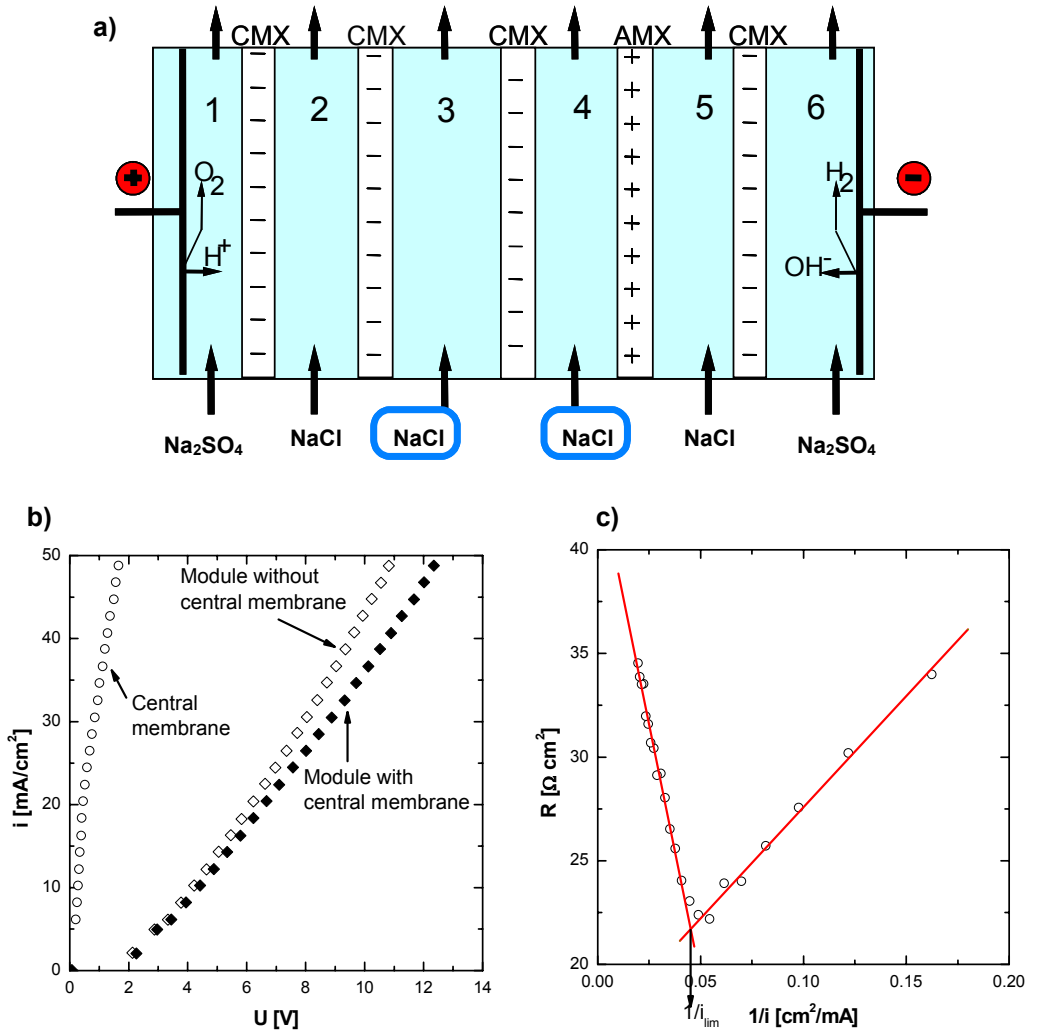 a)
CMX CMX CMX AMX CMX
1 2 3 4 5 6
O2
H2
+
-
H+
OH-
Na2SO4 NaCl NaCl NaCl NaCl Na2SO4
b)
50
40
30
20
10
0
i [mA/cm2]
Module without
central membrane
Central
membrane
Module with
central membrane
0 2 4 6 8 10 12 14
U [V]
c)
40
35
30
25
20
R [Ω cm2]
0.00 0.05 0.10 0.15 0.20
1/ilim
1/i [cm2/mA]